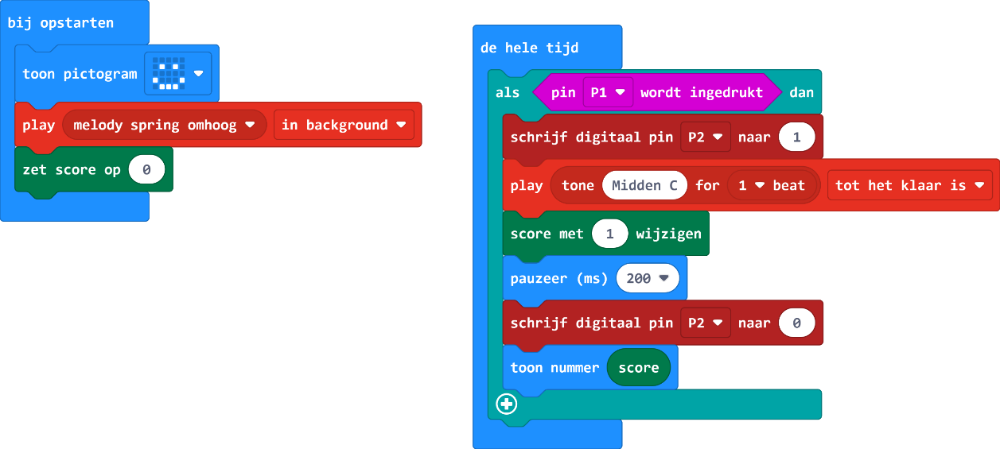 bij opstarten
toon pictogram
play melody spring omhoog in background
zet score op 0
de hele tijd
als pin P1 wordt ingedrukt dan
schrijf digitaal pin P2 naar 1
play tone Midden C for 1 beat tot het klaar is
score met 1 wijzigen
pauzeer (ms) 200
schrijf digitaal pin P2 naar 0
toon nummer score